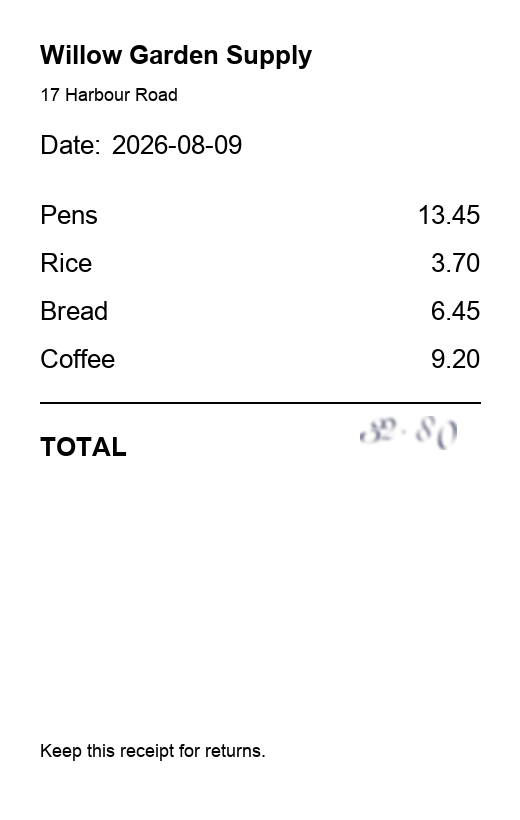 Willow Garden Supply
17 Harbour Road
Date: 2026-08-09
Pens 13.45
Rice 3.70
Bread 6.45
Coffee 9.20
TOTAL 32.80
Keep this receipt for returns.